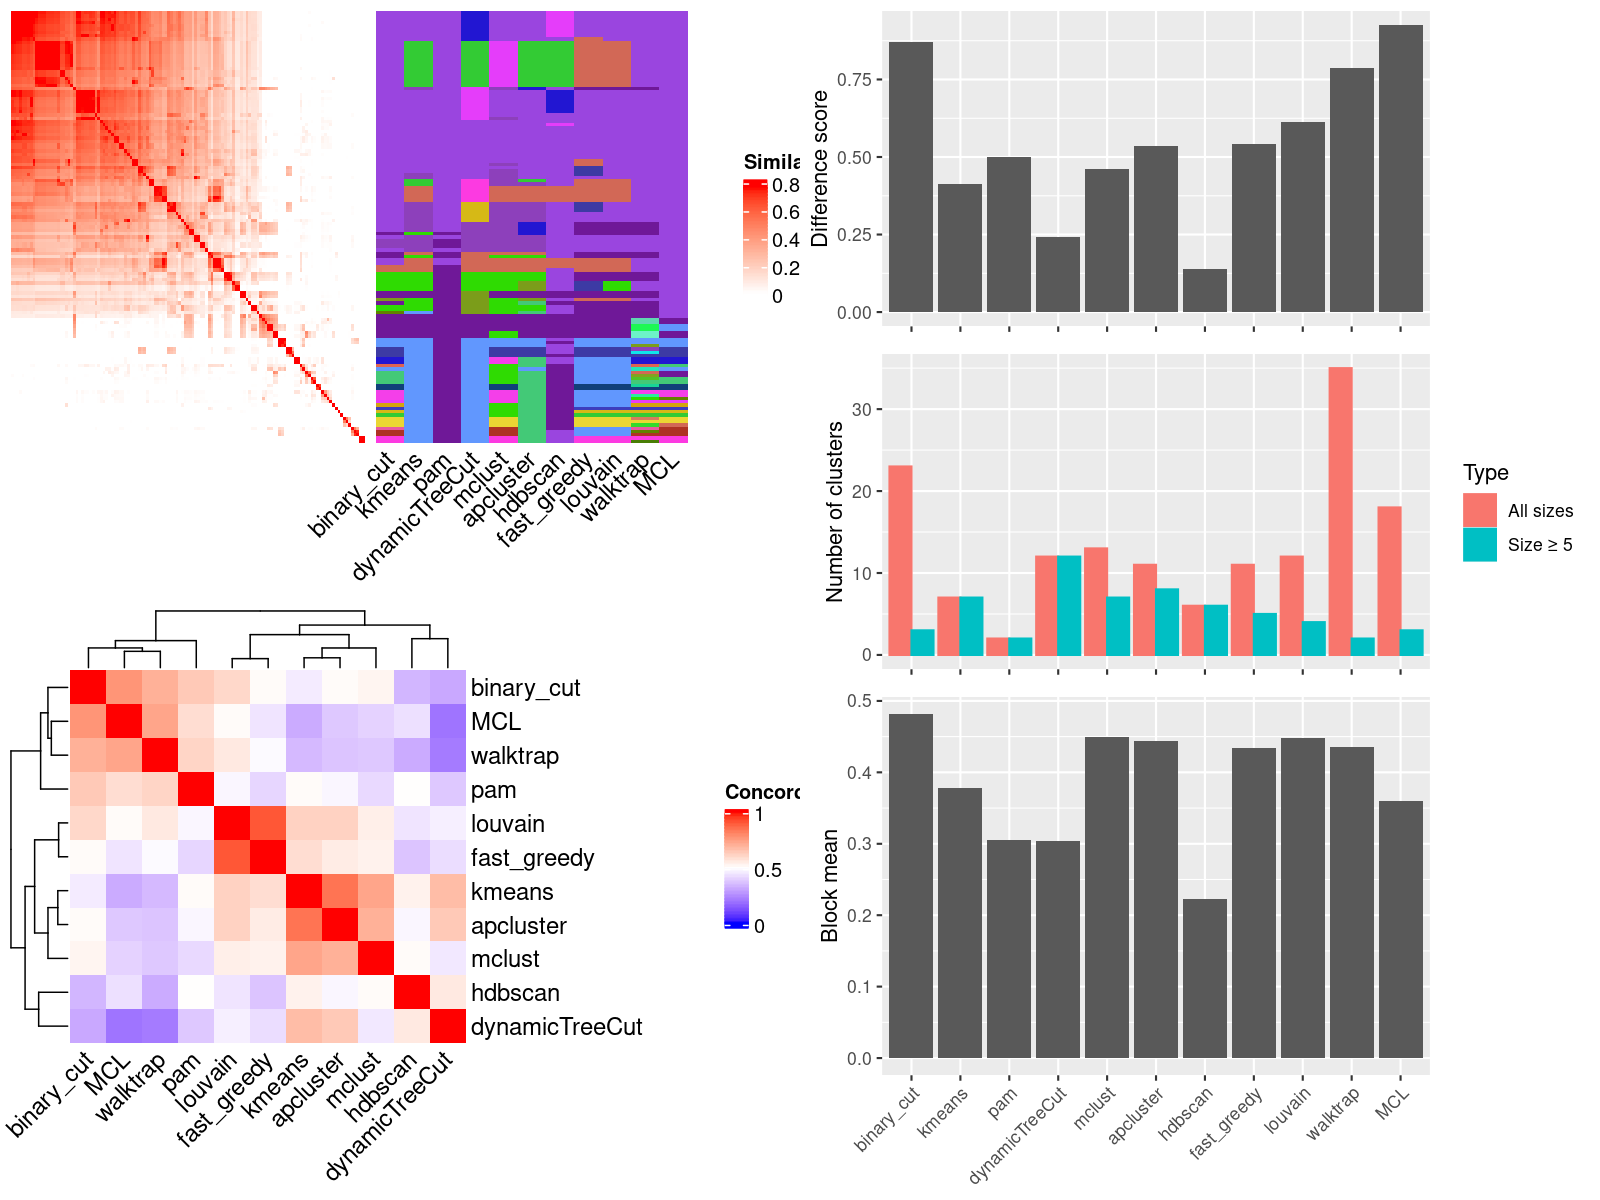 Simila
0.8
0.6
0.4
0.2
0
binary_cut
kmeans
pam
dynamicTreeCut
mclust
apcluster
hdbscan
fast_greedy
louvain
walktrap
MCL
binary_cut
MCL
walktrap
pam
louvain
fast_greedy
kmeans
apcluster
mclust
hdbscan
dynamicTreeCut
binary_cut
MCL
walktrap
pam
louvain
fast_greedy
kmeans
apcluster
mclust
hdbscan
dynamicTreeCut
Concord
1
0.5
0
Difference score
0.75
0.50
0.25
0.00
Number of clusters
30
20
10
0
Type
All sizes
Size ≥ 5
Block mean
0.5
0.4
0.3
0.2
0.1
0.0
binary_cut
kmeans
pam
dynamicTreeCut
mclust
apcluster
hdbscan
fast_greedy
louvain
walktrap
MCL